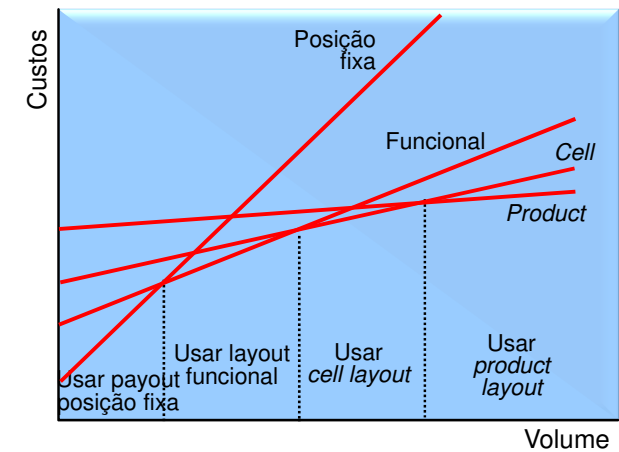 Custos
Posição
fixa
Funcional
Cell
Product
Usar payout
posição fixa
Usar layout
funcional
Usar
cell layout
Usar
product
layout
Volume